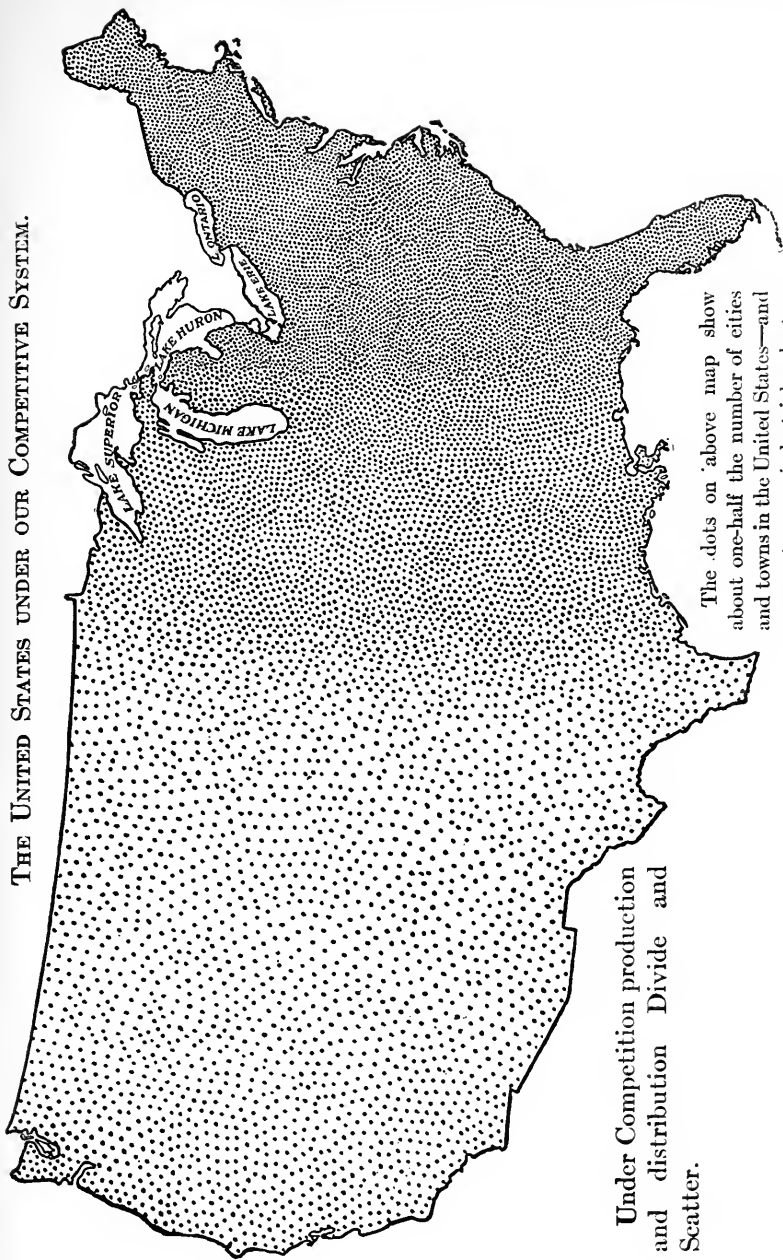 THE UNITED STATES UNDER OUR COMPETITIVE SYSTEM.
LAKE SUPERIOR
LAKE MICHIGAN
LAKE HURON
LAKE ERIE
ONTARIO
Under Competition production
and distribution Divide and
Scatter.
The dots on above map show
about one-half the number of cities
and towns in the United States—and